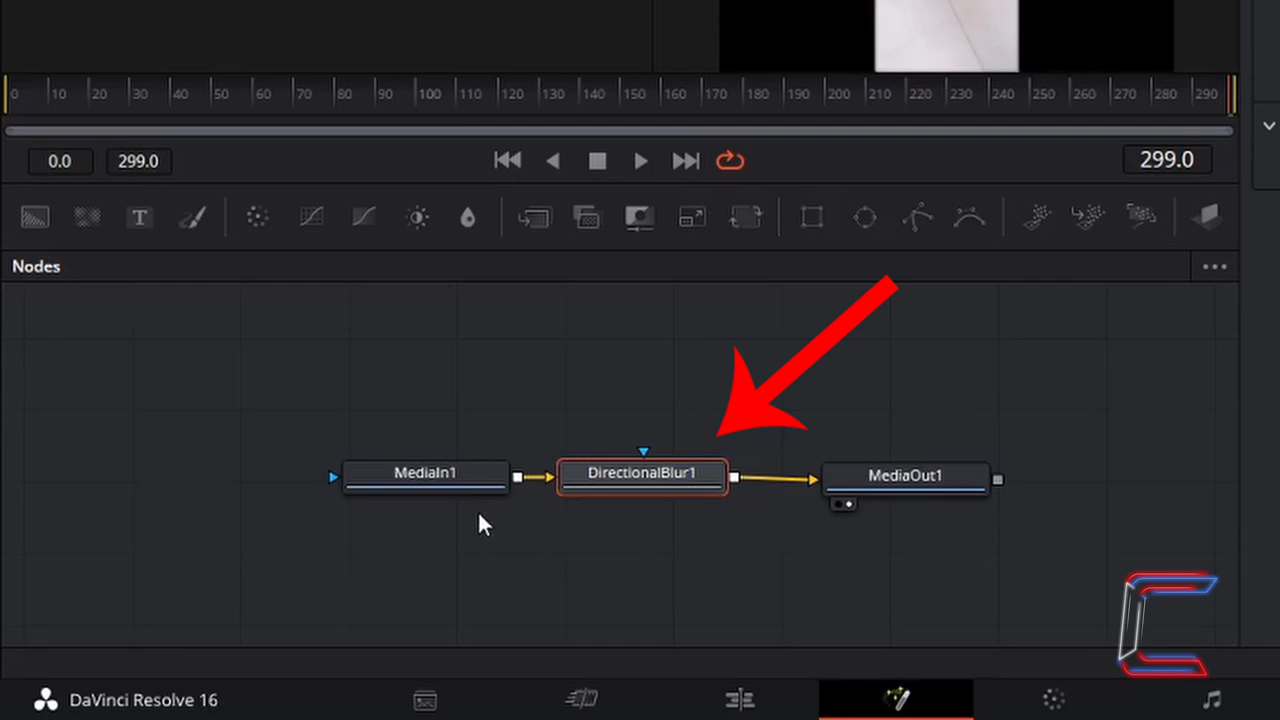 0 10 20 30 40 50 60 70 80 90 100 110 120 130 140 150 160 170 180 190 200 210 220 230 240 250 260 270 280 290
0.0 299.0 299.0
T
Nodes
MediaIn1 DirectionalBlur1 MediaOut1
C
DaVinci Resolve 16